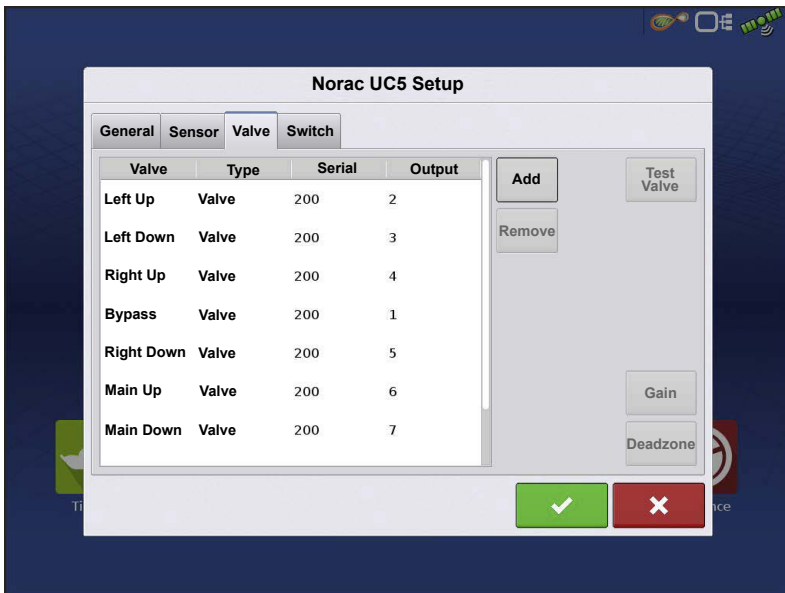 Norac UC5 Setup
General Sensor Valve Switch
Valve Type Serial Output
Left Up Valve 200 2
Left Down Valve 200 3
Right Up Valve 200 4
Bypass Valve 200 1
Right Down Valve 200 5
Main Up Valve 200 6
Main Down Valve 200 7
Add
Remove
Test
Valve
Gain
Deadzone
Ti
nce